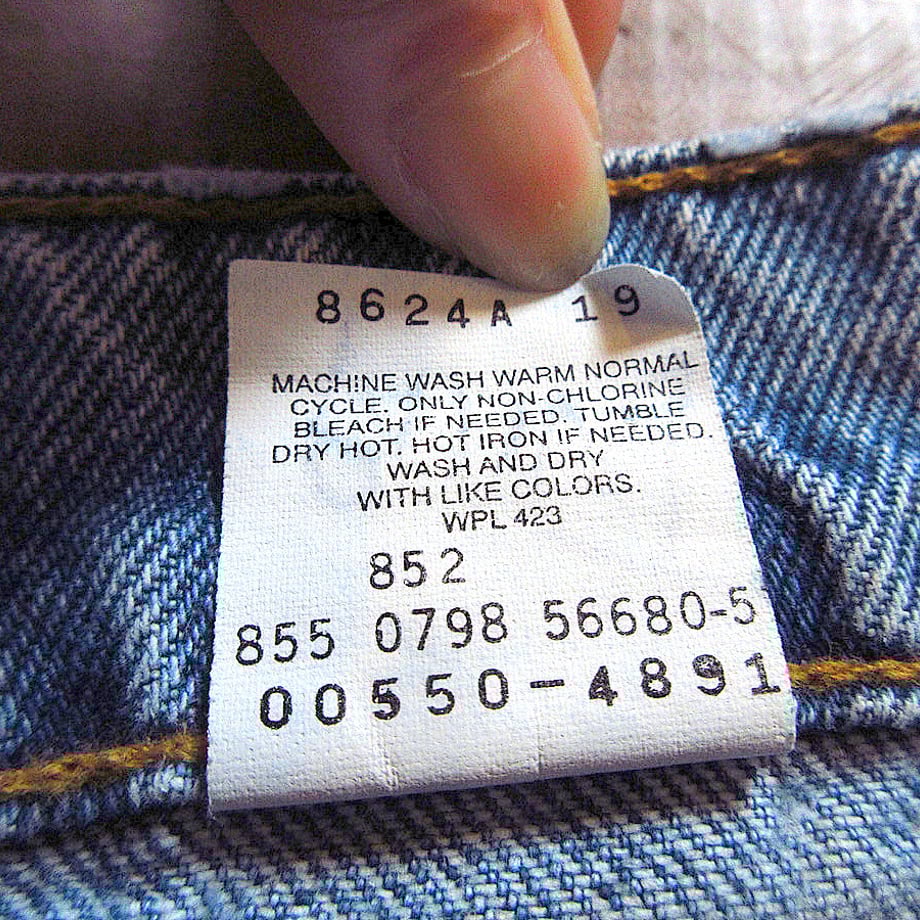 8624A 19
MACHINE WASH WARM NORMAL
CYCLE. ONLY NON-CHLORINE
BLEACH IF NEEDED. TUMBLE
DRY HOT. HOT IRON IF NEEDED.
WASH AND DRY
WITH LIKE COLORS.
WPL 423
852
855 0798 56680-5
00550-4891